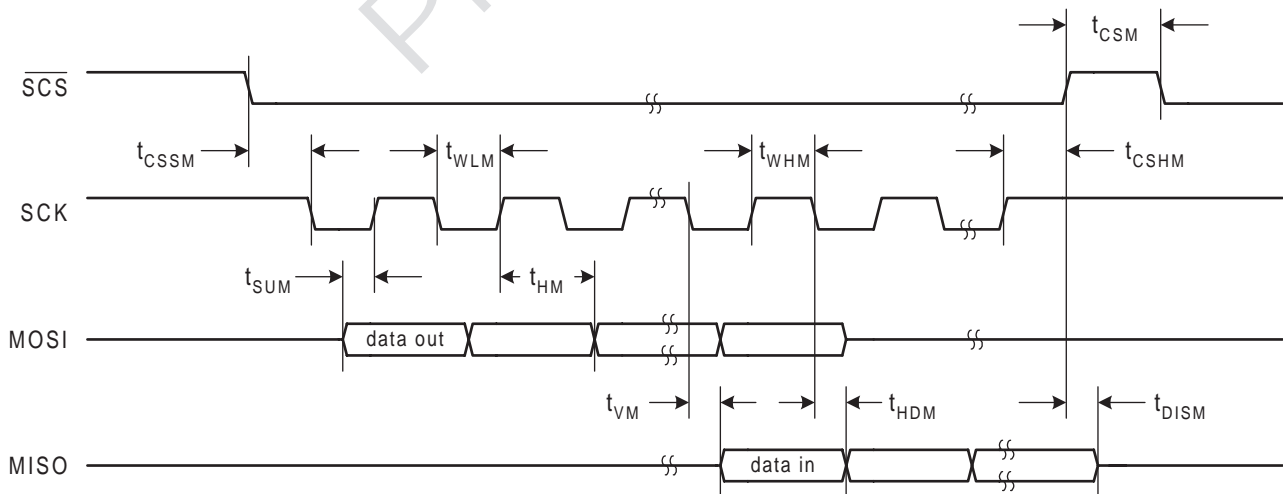 t_CSM
SCS
t_CSSM
t_WLM
t_WHM
t_CSHM
SCK
t_SUM
t_HM
MOSI
data out
t_VM
t_HDM
t_DISM
MISO
data in